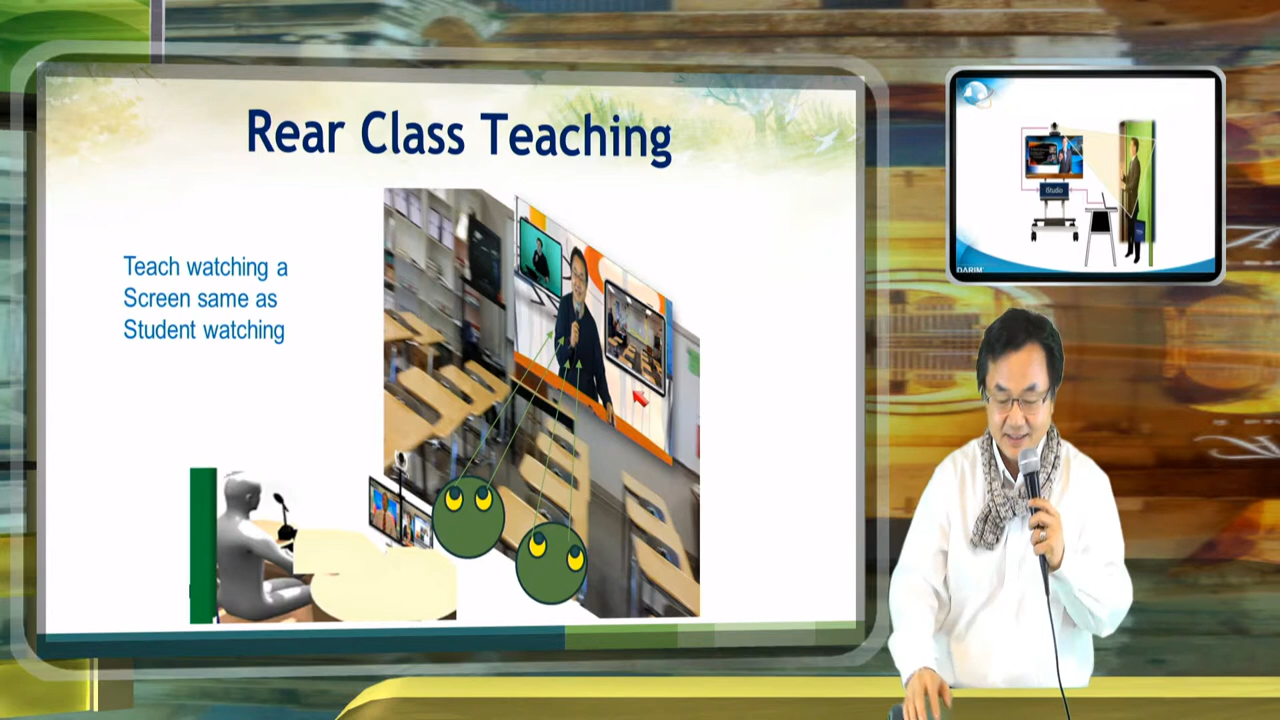 Rear Class Teaching
Teach watching a
Screen same as
Student watching
iStudio
DARIM